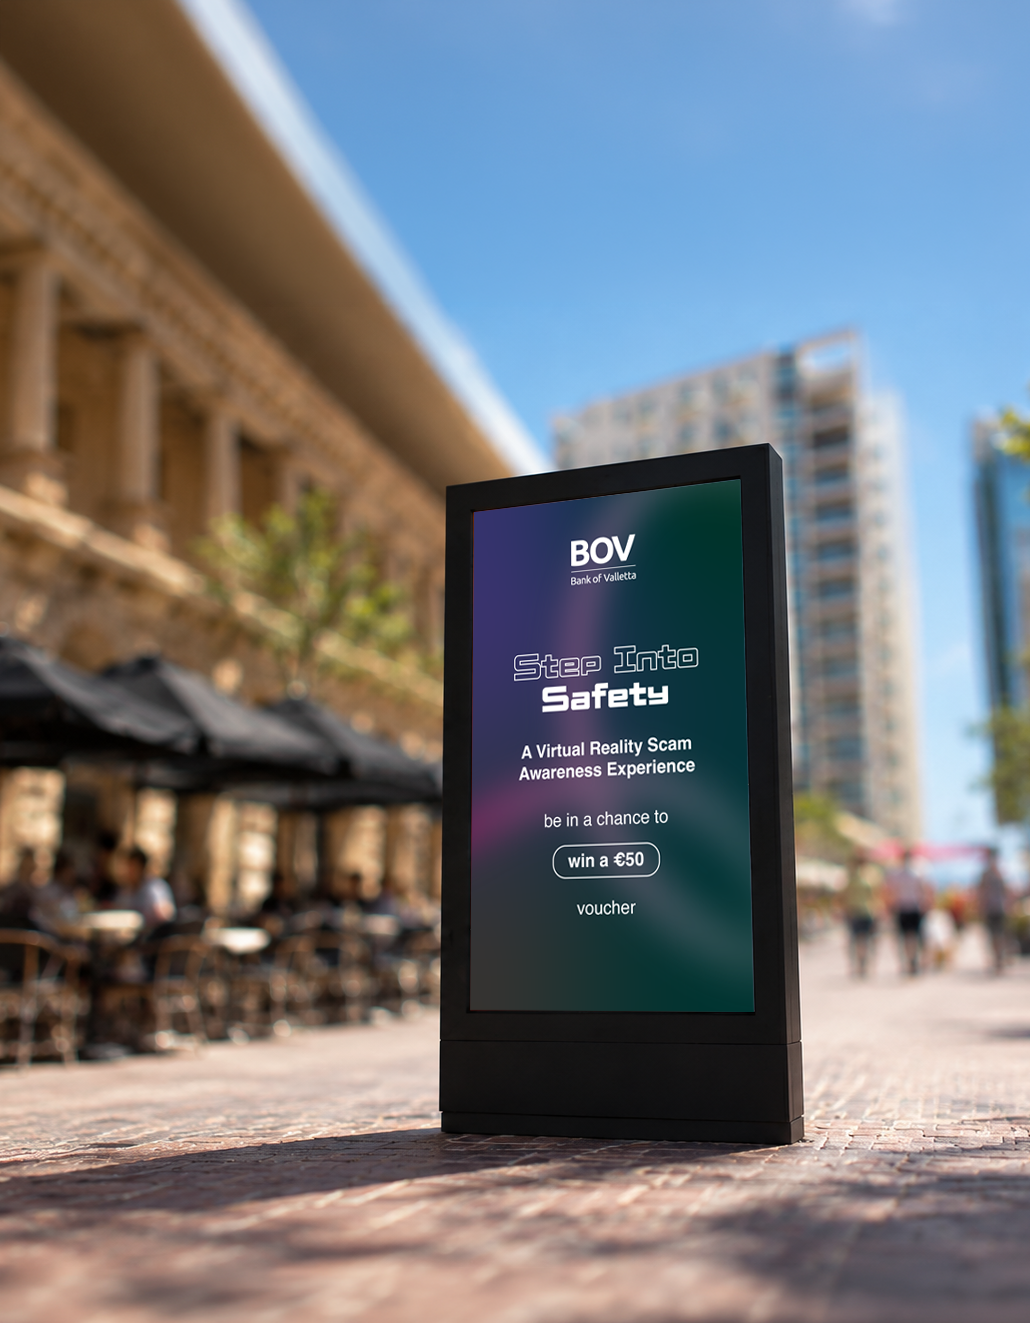 BOV
Bank of Valletta
Step Into
Safety
A Virtual Reality Scam
Awareness Experience
be in a chance to
win a €50
voucher